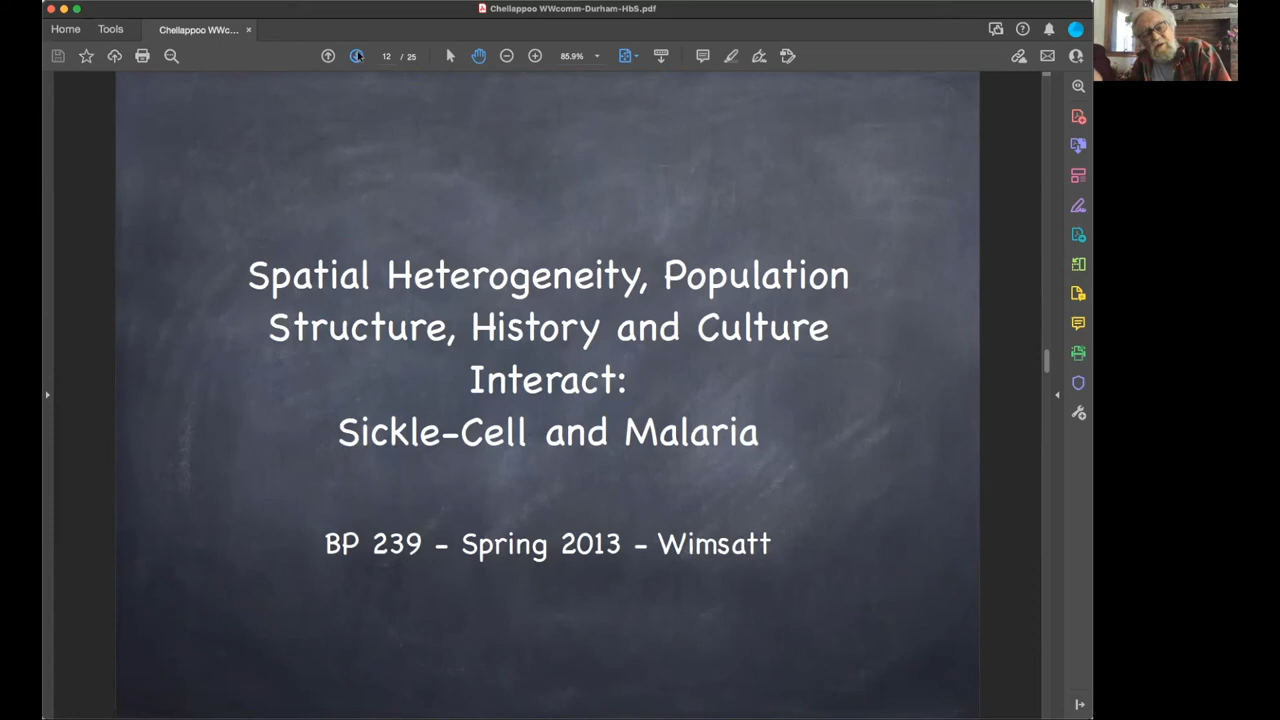 Chellappoo WWcomm-Durham-HbS.pdf
Home
Tools
Chellappoo WWc...
12 / 25
85.9%
Spatial Heterogeneity, Population
Structure, History and Culture
Interact:
Sickle-Cell and Malaria
BP 239 - Spring 2013 - Wimsatt